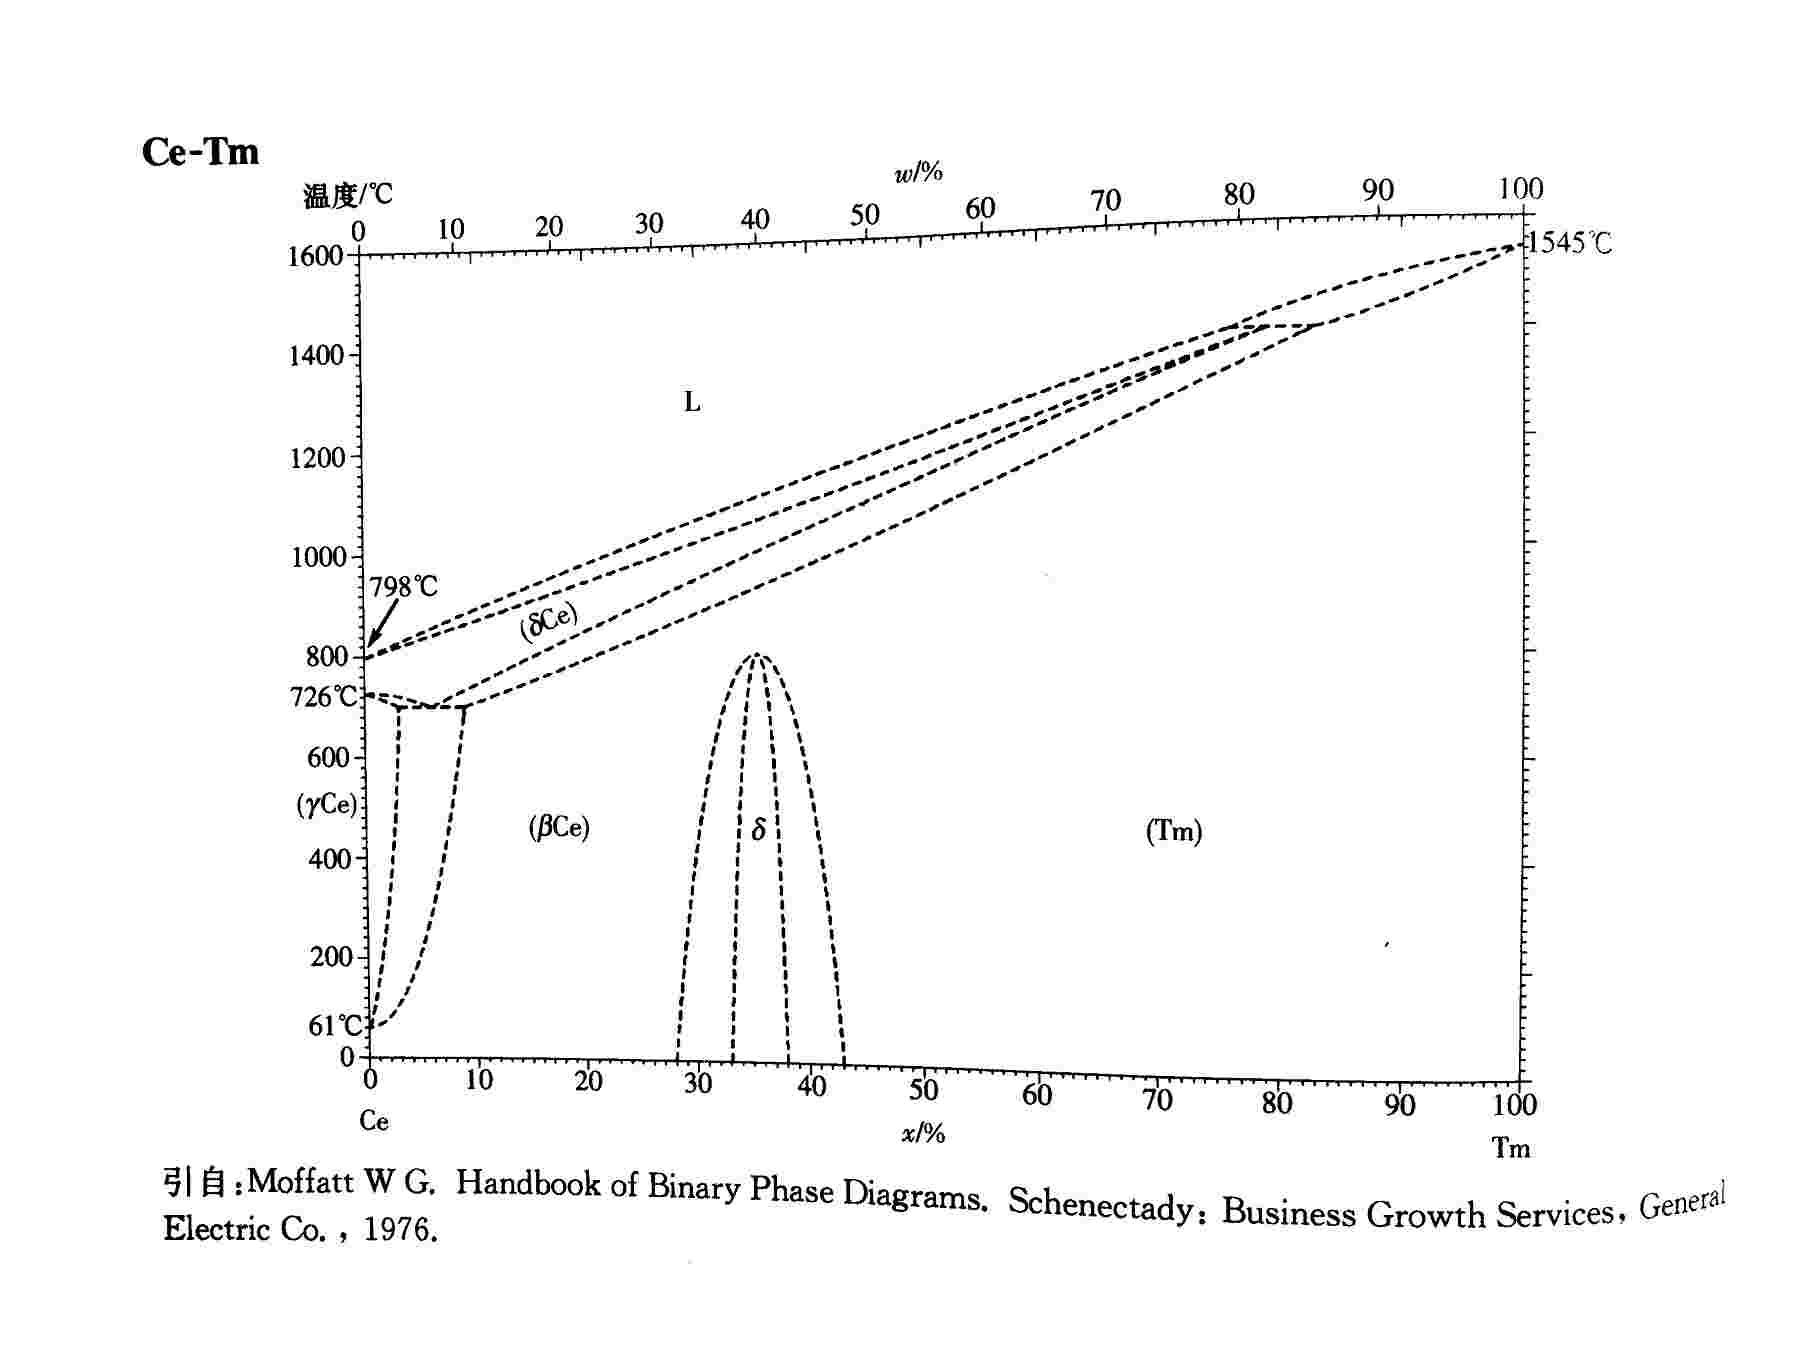 Ce-Tm
w/%
温度/℃
0 10 20 30 40 50 60 70 80 90 100
1600
1545℃
1400
L
1200
1000
798℃
(δCe)
800
726℃
600
(γCe)
(βCe)
δ
(Tm)
400
200
61℃
0
0 10 20 30 40 50 60 70 80 90 100
Ce
x/%
Tm
引自:Moffatt W G. Handbook of Binary Phase Diagrams. Schenectady: Business Growth Services, General
Electric Co., 1976.